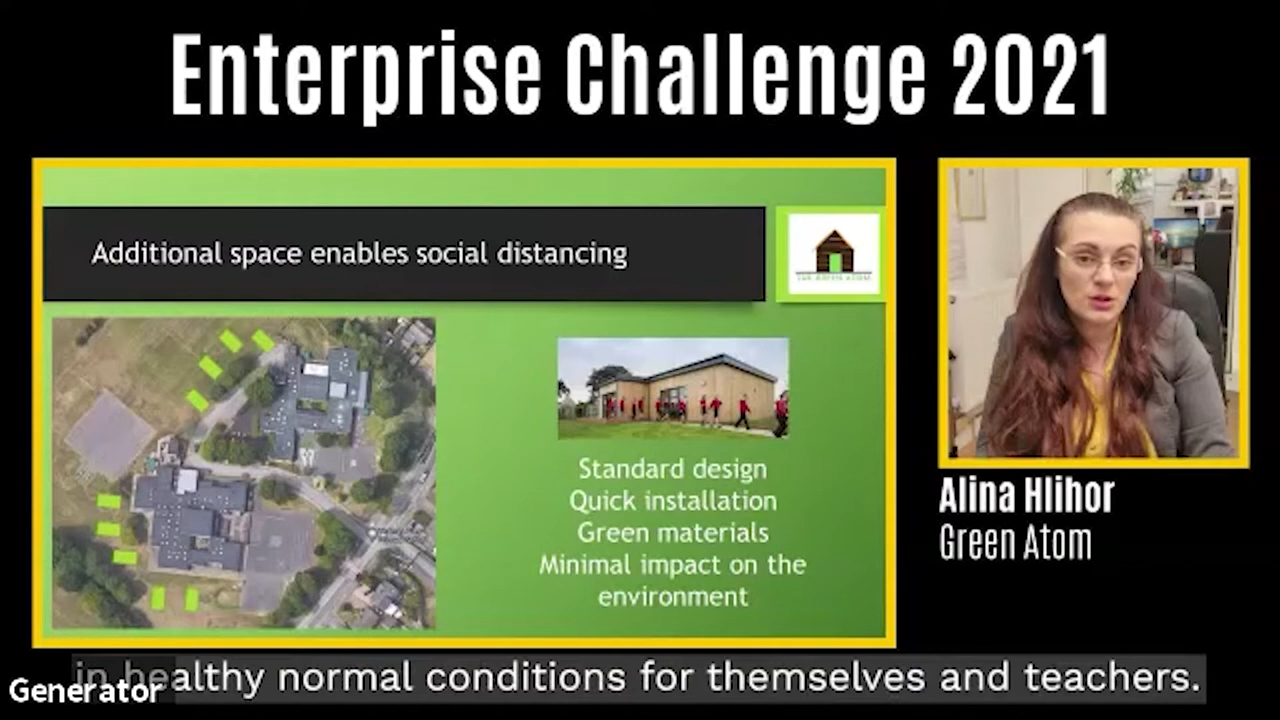 Enterprise Challenge 2021
Additional space enables social distancing
Standard design
Quick installation
Green materials
Minimal impact on the
environment
Alina Hlihor
Green Atom
in healthy normal conditions for themselves and teachers.
Generator